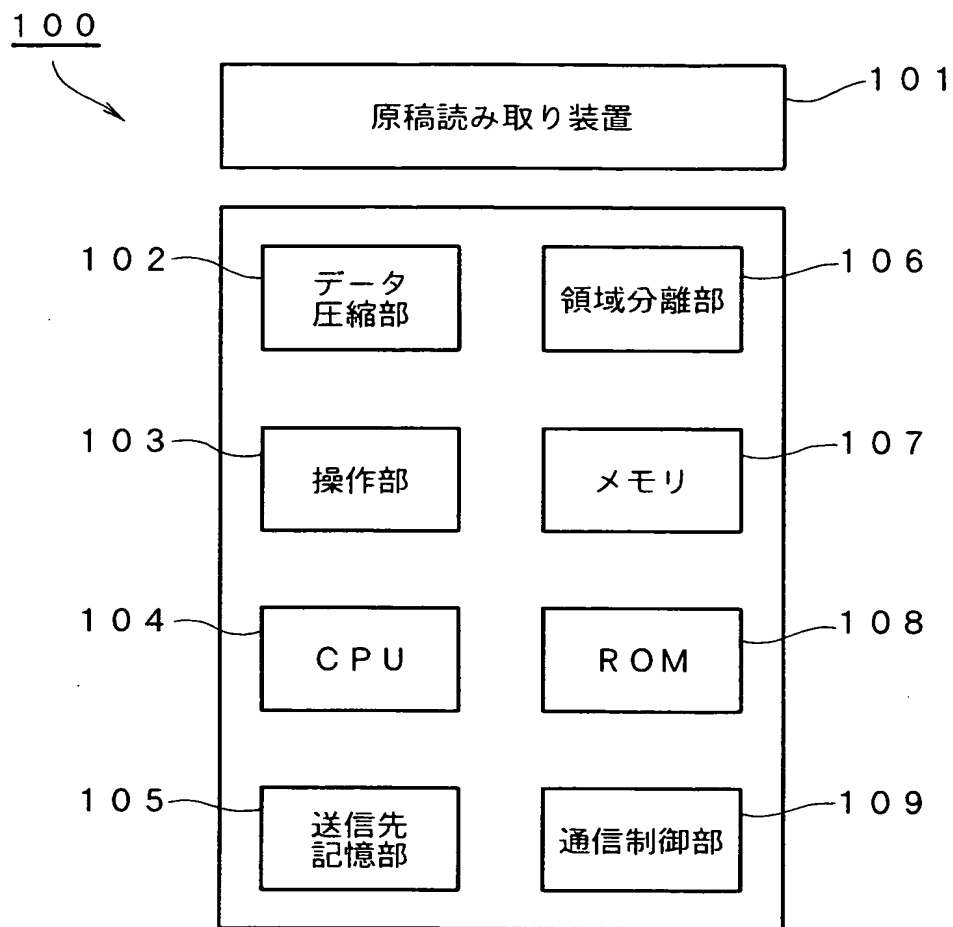 １００
１０１
原稿読み取り装置
１０２
データ
圧縮部
１０６
領域分離部
１０３
操作部
１０７
メモリ
１０４
ＣＰＵ
１０８
ＲＯＭ
１０５
送信先
記憶部
１０９
通信制御部